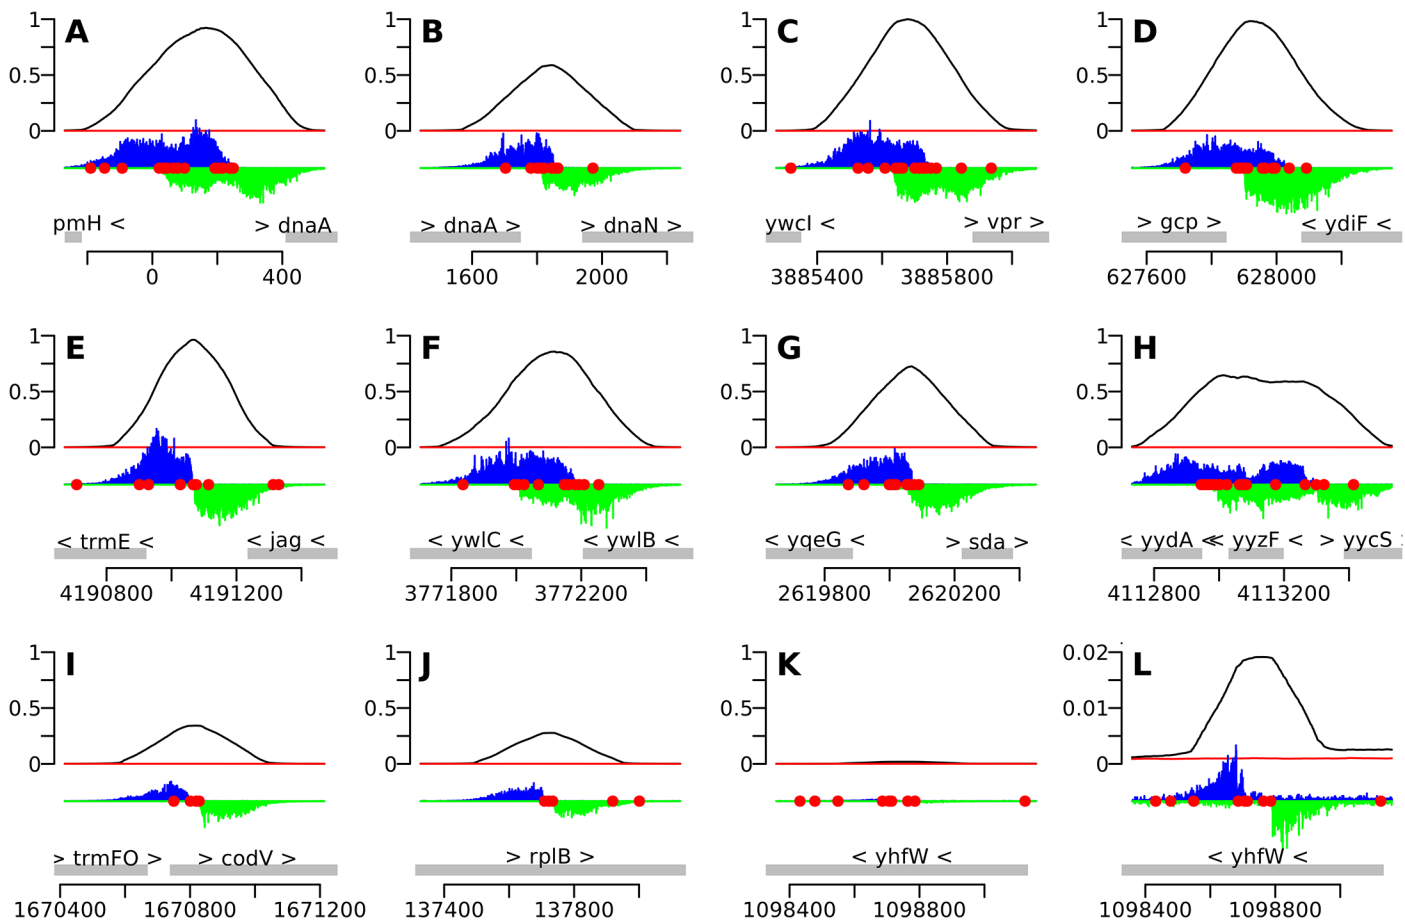 A B C D
1 1 1 1
0.5 0.5 0.5 0.5
0 0 0 0
pmH < > dnaA > dnaA > dnaN > ywcI < > vpr > > gcp > < ydiF <
0 400 1600 2000 3885400 3885800 627600 628000
E F G H
1 1 1 1
0.5 0.5 0.5 0.5
0 0 0 0
< trmE < < jag < < ywlC < < ywlB < < yqeG < > sda > < yydA < < yyzF < > yycS >
4190800 4191200 3771800 3772200 2619800 2620200 4112800 4113200
I J K L
1 1 1 0.02
0.5 0.5 0.5 0.01
0 0 0 0
> trmFO > > codV > > rplB > < yhfW < < yhfW <
1670400 1670800 1671200 137400 137800 1098400 1098800 1098400 1098800